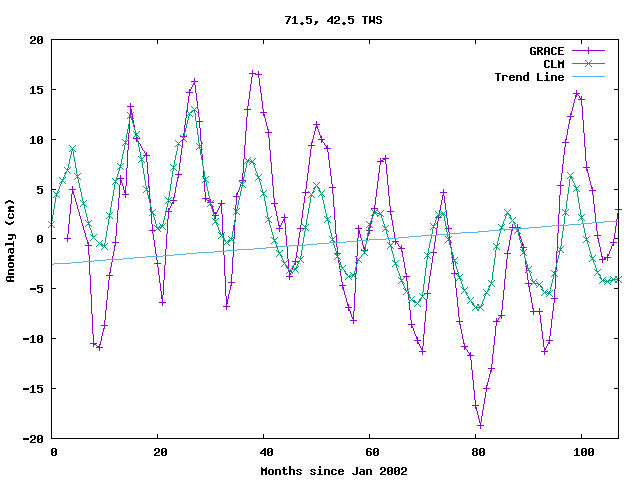 71.5, 42.5 TWS
GRACE
CLM
Trend Line
20
15
10
5
0
-5
-10
-15
-20
Anomaly (cm)
0 20 40 60 80 100
Months since Jan 2002